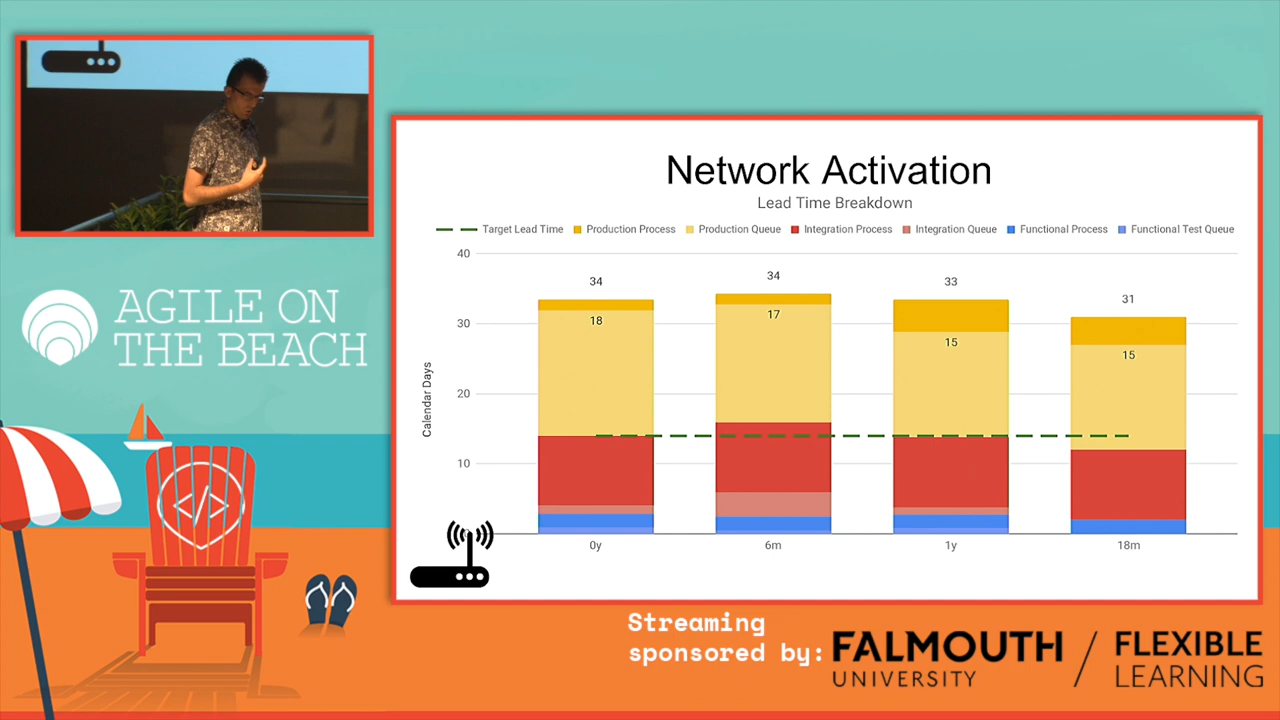 AGILE ON
THE BEACH
Network Activation
Lead Time Breakdown
Target Lead Time
Production Process
Production Queue
Integration Process
Integration Queue
Functional Process
Functional Test Queue
Calendar Days
40
30
20
10
34
34
33
31
18
17
15
15
0y
6m
1y
18m
</>
Streaming
sponsored by:
FALMOUTH
UNIVERSITY
/
FLEXIBLE
LEARNING